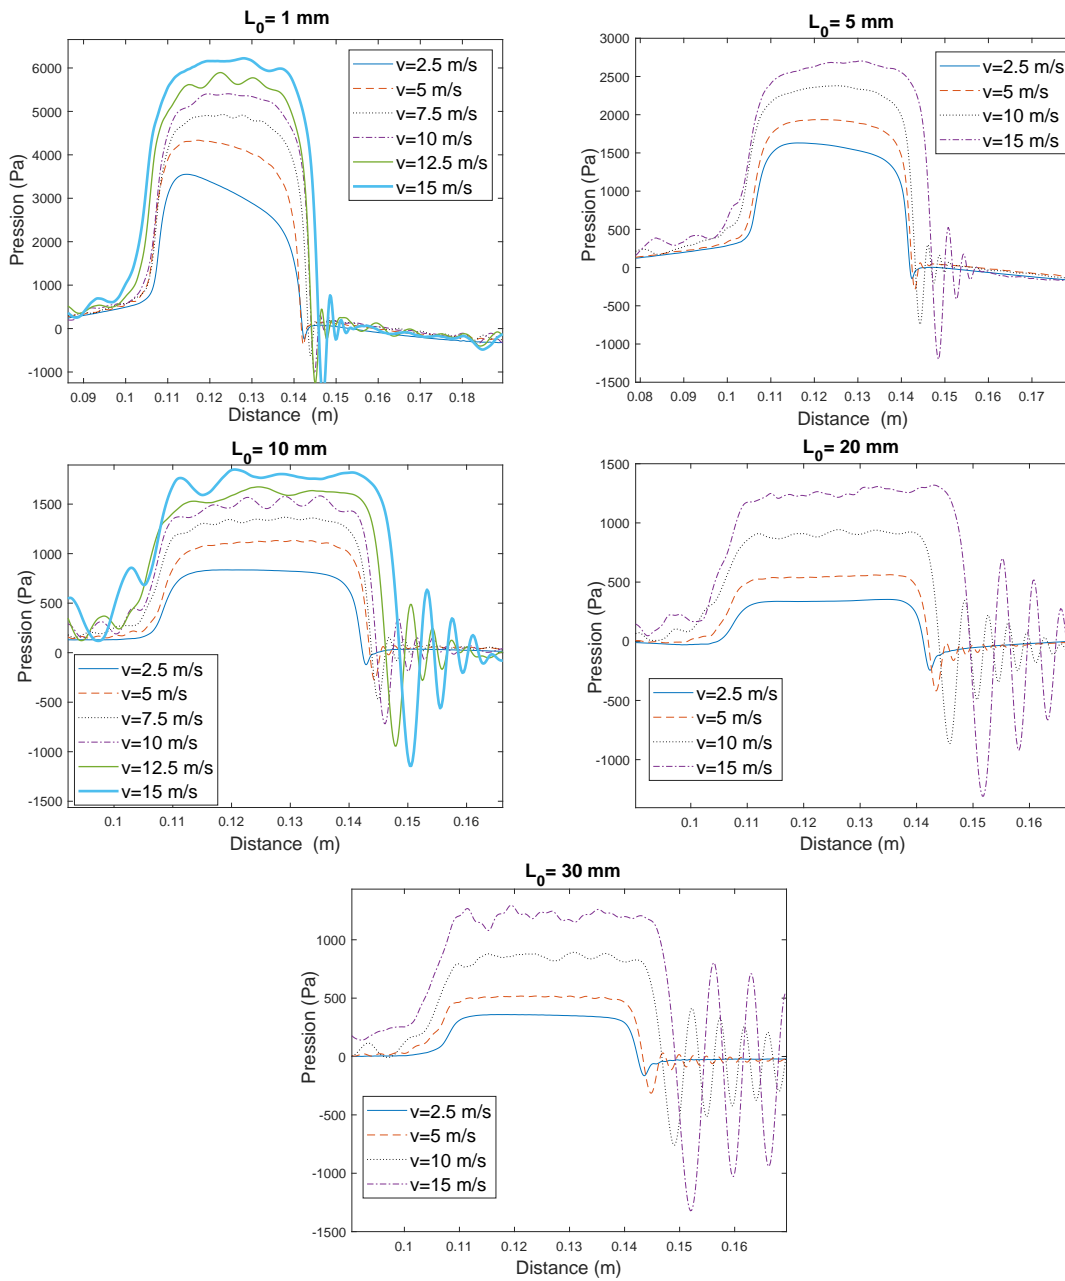 L0= 1 mm
6000
5000
4000
3000
2000
1000
0
-1000
Pression (Pa)
v=2.5 m/s
v=5 m/s
v=7.5 m/s
v=10 m/s
v=12.5 m/s
v=15 m/s
0.09 0.1 0.11 0.12 0.13 0.14 0.15 0.16 0.17 0.18
Distance (m)
L0= 5 mm
3000
2500
2000
1500
1000
500
0
-500
-1000
-1500
Pression (Pa)
v=2.5 m/s
v=5 m/s
v=10 m/s
v=15 m/s
0.08 0.09 0.1 0.11 0.12 0.13 0.14 0.15 0.16 0.17
Distance (m)
L0= 10 mm
1500
1000
500
0
-500
-1000
-1500
Pression (Pa)
v=2.5 m/s
v=5 m/s
v=7.5 m/s
v=10 m/s
v=12.5 m/s
v=15 m/s
0.1 0.11 0.12 0.13 0.14 0.15 0.16
Distance (m)
L0= 20 mm
1500
1000
500
0
-500
-1000
Pression (Pa)
v=2.5 m/s
v=5 m/s
v=10 m/s
v=15 m/s
0.1 0.11 0.12 0.13 0.14 0.15 0.16
Distance (m)
L0= 30 mm
1000
500
0
-500
-1000
-1500
Pression (Pa)
v=2.5 m/s
v=5 m/s
v=10 m/s
v=15 m/s
0.1 0.11 0.12 0.13 0.14 0.15 0.16
Distance (m)